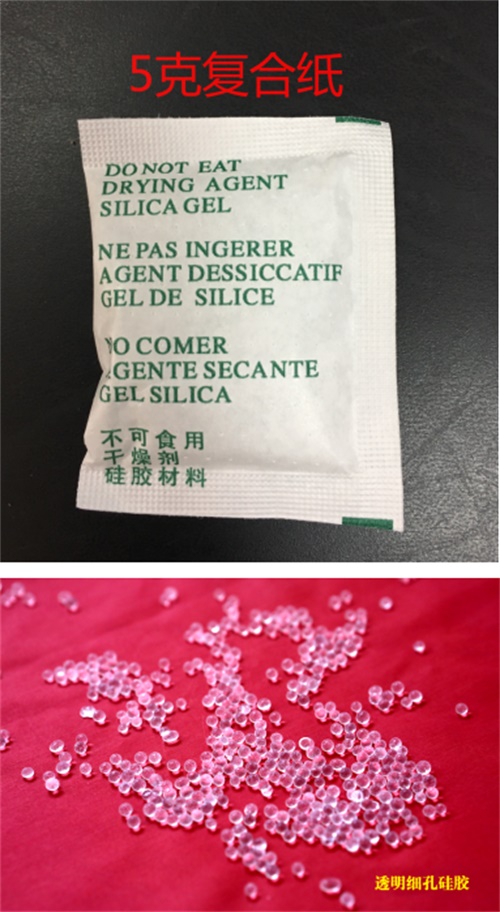 5克复合纸
DO NOT EAT
DRYING AGENT
SILICA GEL
NE PAS INGERER
AGENT DESSICCATIF
GEL DE SILICE
NO COMER
AGENTE SECANTE
GEL SILICA
不可食用
干燥剂
硅胶材料
透明细孔硅胶